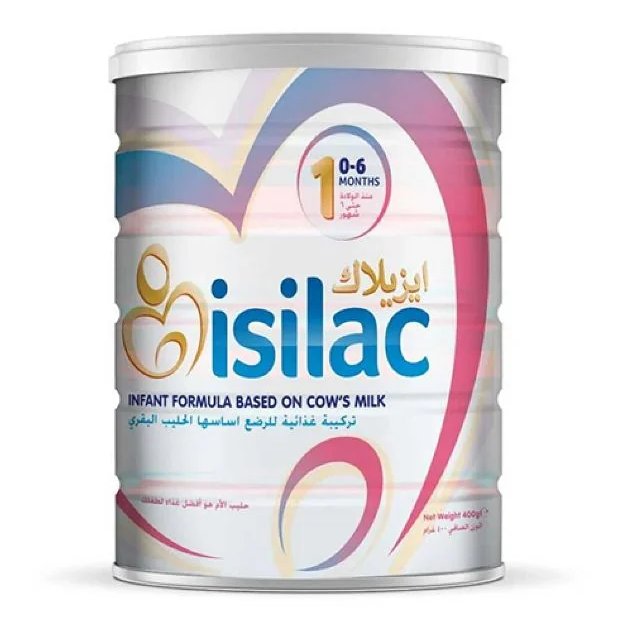 1
0-6
MONTHS
منذ الولادة
حتى ٦
شهور
ايزيلاك
isilac
INFANT FORMULA BASED ON COW'S MILK
تركيبة غذائية للرضع اساسها الحليب البقري
حليب الأم هو أفضل غذاء لطفلك
Net Weight 400g
الوزن الصافي ٤٠٠ غرام